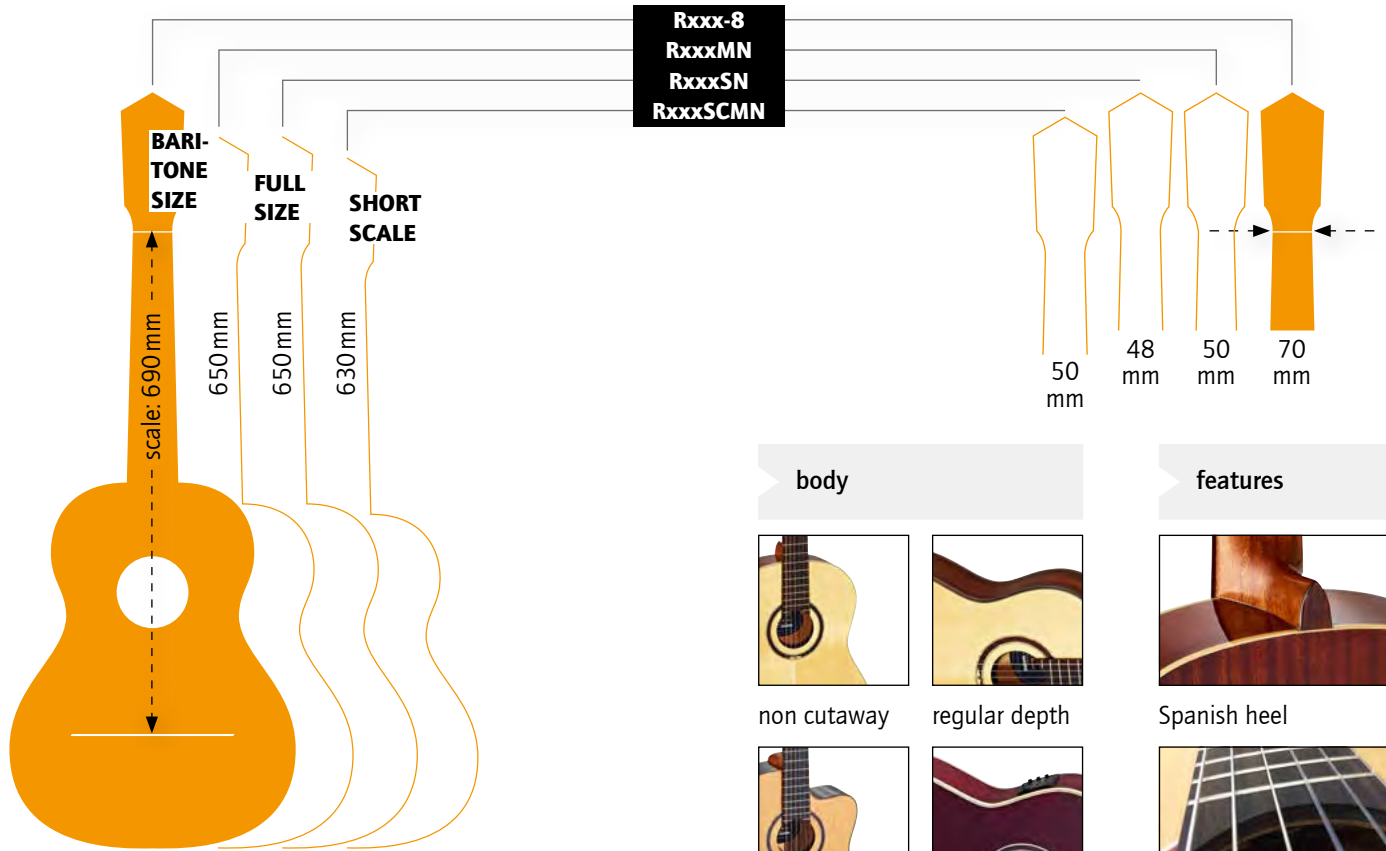 Rxxx-8
RxxxMN
RxxxSN
RxxxSCMN
BARI-
TONE
SIZE
FULL
SIZE
SHORT
SCALE
scale: 690 mm
650 mm
650 mm
630 mm
50
mm
48
mm
50
mm
70
mm
body
features
non cutaway
regular depth
Spanish heel